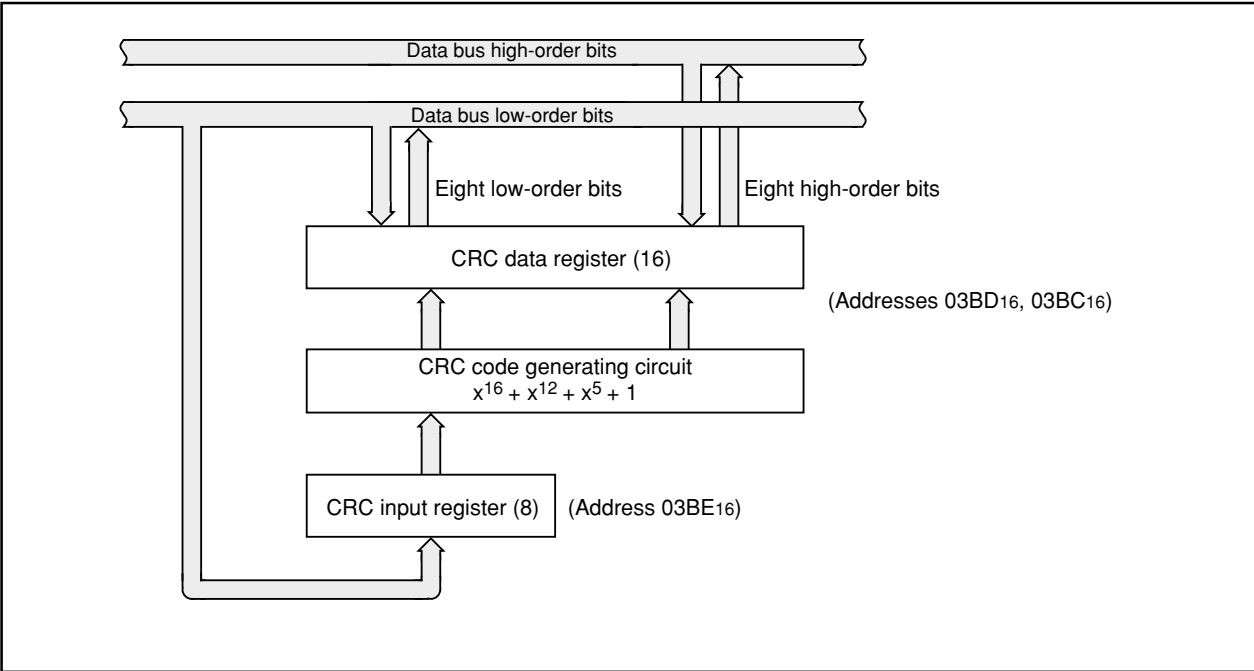 Data bus high-order bits
Data bus low-order bits
Eight low-order bits
Eight high-order bits
CRC data register (16)
(Addresses 03BD16, 03BC16)
CRC code generating circuit
x16 + x12 + x5 + 1
CRC input register (8)
(Address 03BE16)